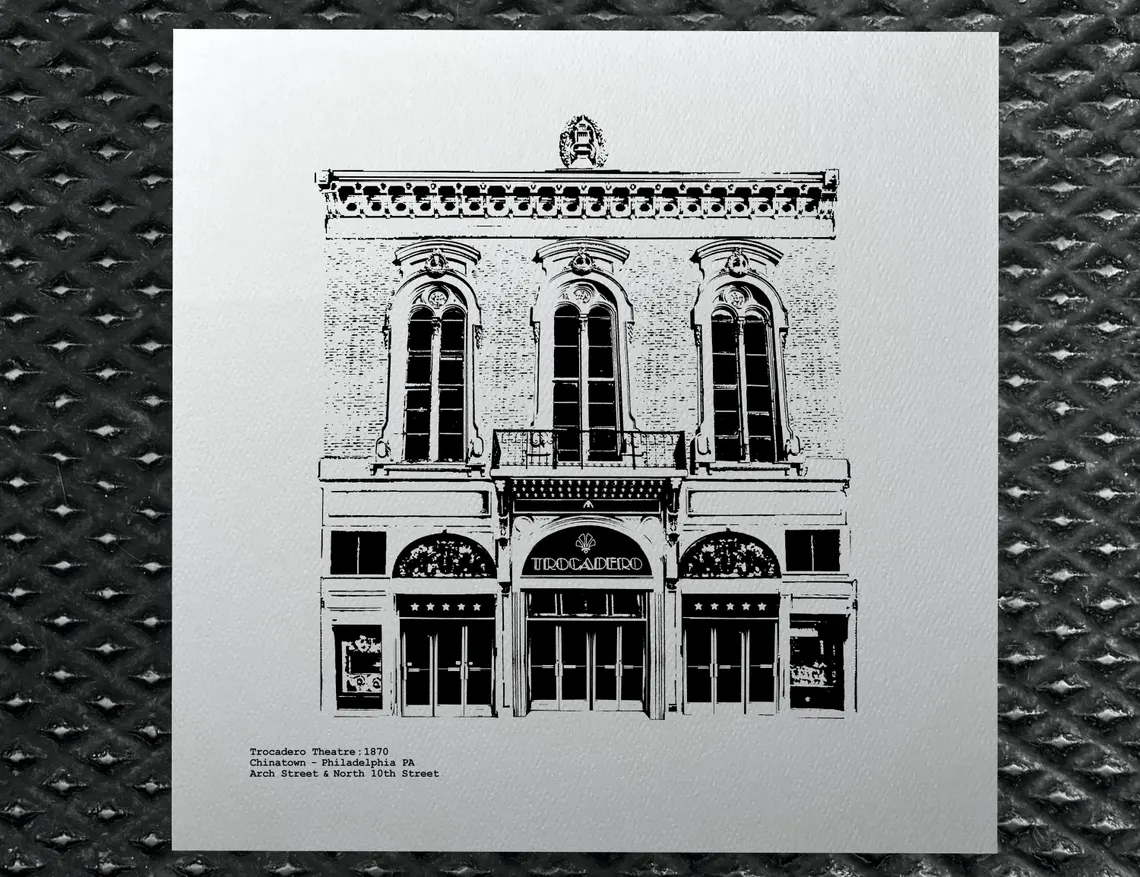 TROCADERO
Trocadero Theatre:1870
Chinatown - Philadelphia PA
Arch Street & North 10th Street